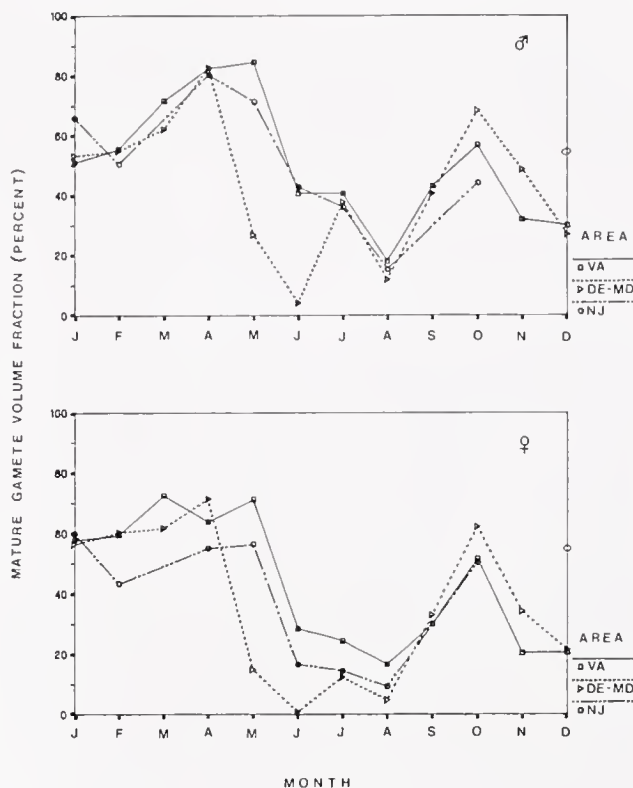 MATURE GAMETE VOLUME FRACTION (PERCENT)
100
80
60
40
20
0
♂
J F M A M J J A S O N D
AREA
VA
DE-MD
NJ
100
80
60
40
20
0
♀
J F M A M J J A S O N D
AREA
VA
DE-MD
NJ
MONTH